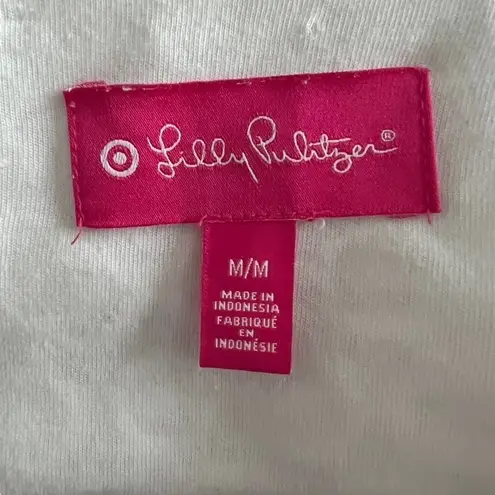 Lilly Pulitzer®
M/M
MADE IN
INDONESIA
FABRIQUÉ
EN
INDONÉSIE